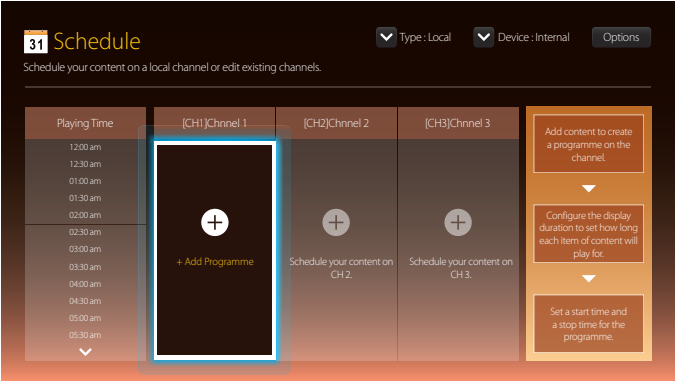 31 Schedule
Type : Local
Device : Internal
Options
Schedule your content on a local channel or edit existing channels.
Playing Time
[CH1]Chnnel 1
[CH2]Chnnel 2
[CH3]Chnnel 3
12:00 am
12:30 am
01:00 am
01:30 am
02:00 am
02:30 am
03:00 am
03:30 am
04:00 am
04:30 am
05:00 am
05:30 am
+ Add Programme
Schedule your content on
CH 2.
Schedule your content on
CH 3.
Add content to create
a programme on the
channel.
Configure the display
duration to set how long
each item of content will
play for.
Set a start time and
a stop time for the
programme.